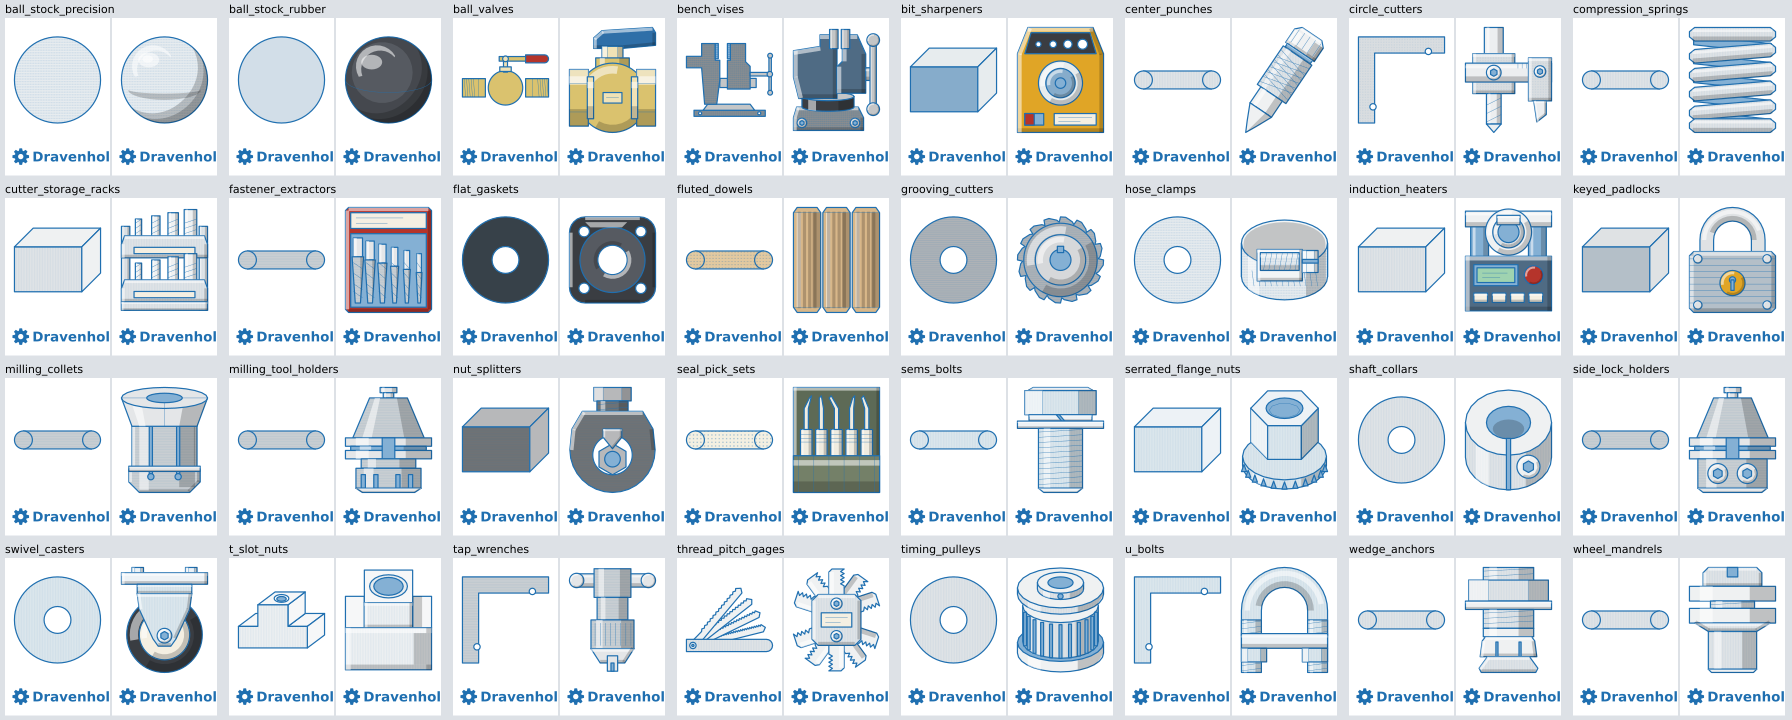 ball_stock_precision ball_stock_rubber ball_valves bench_vises bit_sharpeners center_punches circle_cutters compression_springs
Dravenhol Dravenhol Dravenhol Dravenhol Dravenhol Dravenhol Dravenhol Dravenhol Dravenhol Dravenhol Dravenhol Dravenhol Dravenhol Dravenhol Dravenhol Dravenhol
cutter_storage_racks fastener_extractors flat_gaskets fluted_dowels grooving_cutters hose_clamps induction_heaters keyed_padlocks
Dravenhol Dravenhol Dravenhol Dravenhol Dravenhol Dravenhol Dravenhol Dravenhol Dravenhol Dravenhol Dravenhol Dravenhol Dravenhol Dravenhol Dravenhol Dravenhol
milling_collets milling_tool_holders nut_splitters seal_pick_sets sems_bolts serrated_flange_nuts shaft_collars side_lock_holders
Dravenhol Dravenhol Dravenhol Dravenhol Dravenhol Dravenhol Dravenhol Dravenhol Dravenhol Dravenhol Dravenhol Dravenhol Dravenhol Dravenhol Dravenhol Dravenhol
swivel_casters t_slot_nuts tap_wrenches thread_pitch_gages timing_pulleys u_bolts wedge_anchors wheel_mandrels
Dravenhol Dravenhol Dravenhol Dravenhol Dravenhol Dravenhol Dravenhol Dravenhol Dravenhol Dravenhol Dravenhol Dravenhol Dravenhol Dravenhol Dravenhol Dravenhol